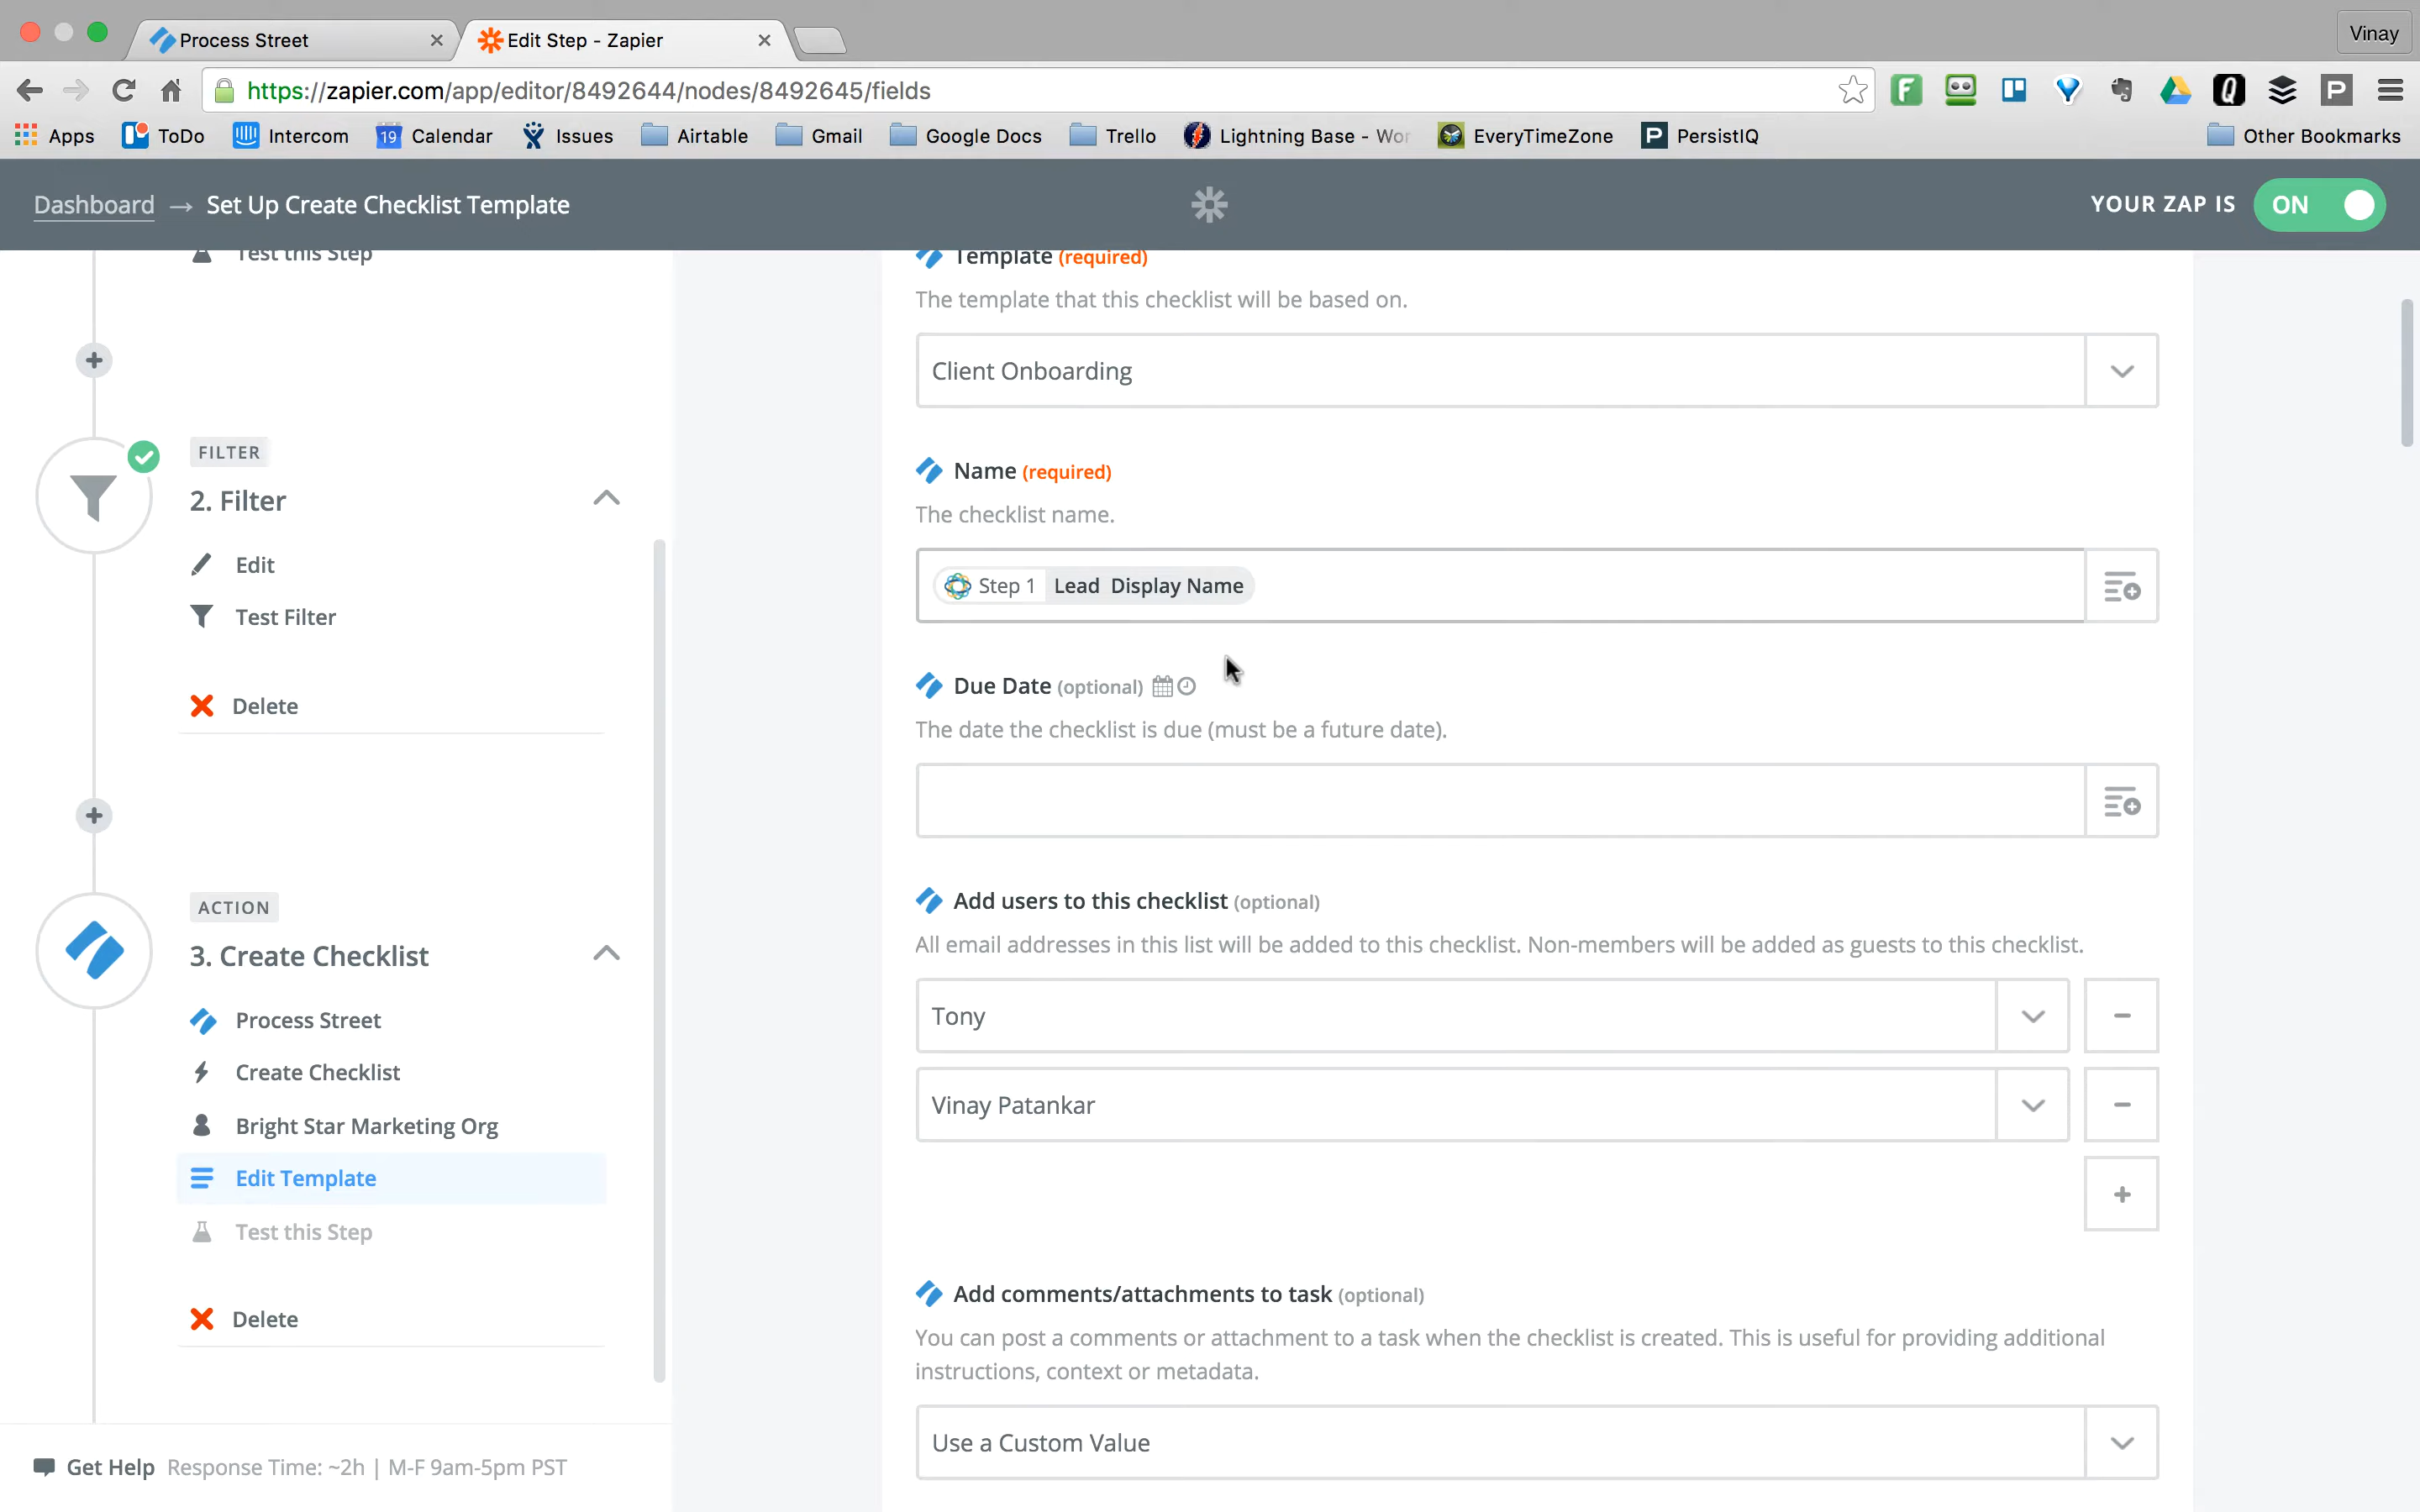 Process Street
Edit Step - Zapier
Vinay
https://zapier.com/app/editor/8492644/nodes/8492645/fields
Apps ToDo Intercom 19 Calendar Issues Airtable Gmail Google Docs Trello Lightning Base - Wor EveryTimeZone PersistIQ Other Bookmarks
Dashboard → Set Up Create Checklist Template
YOUR ZAP IS ON
Test this Step
FILTER
2. Filter
Edit
Test Filter
Delete
ACTION
3. Create Checklist
Process Street
Create Checklist
Bright Star Marketing Org
Edit Template
Test this Step
Delete
Get Help Response Time: ~2h | M-F 9am-5pm PST
Template (required)
The template that this checklist will be based on.
Client Onboarding
Name (required)
The checklist name.
Step 1 Lead Display Name
Due Date (optional)
The date the checklist is due (must be a future date).
Add users to this checklist (optional)
All email addresses in this list will be added to this checklist. Non-members will be added as guests to this checklist.
Tony
Vinay Patankar
Add comments/attachments to task (optional)
You can post a comments or attachment to a task when the checklist is created. This is useful for providing additional
instructions, context or metadata.
Use a Custom Value